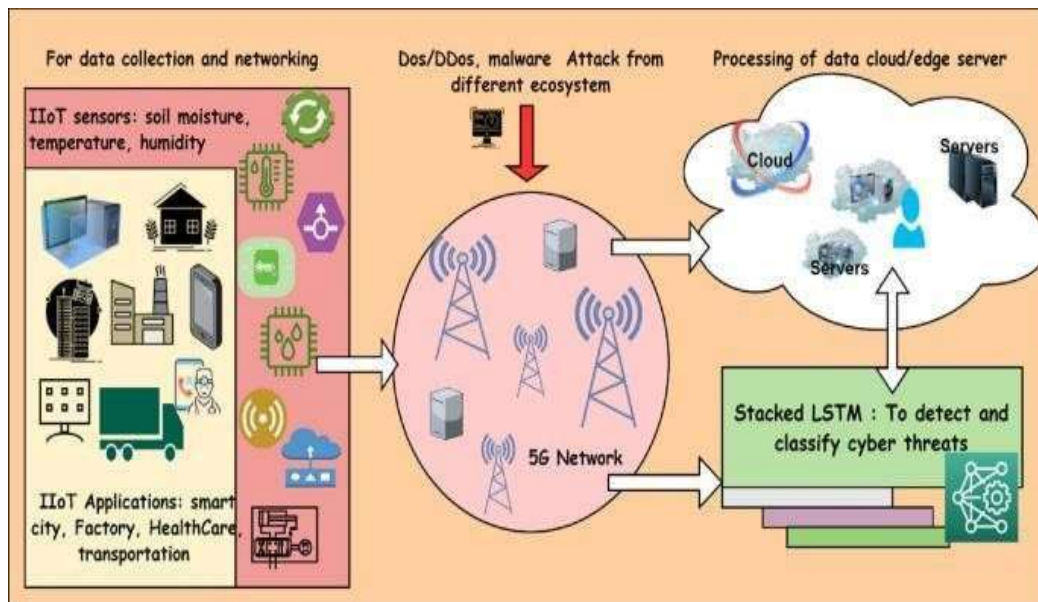 For data collection and networking
IIoT sensors: soil moisture,
temperature, humidity
IIoT Applications: smart
city, Factory, HealthCare,
transportation
Dos/DDos, malware Attack from
different ecosystem
5G Network
Processing of data cloud/edge server
Cloud
Servers
Servers
Stacked LSTM : To detect and
classify cyber threats